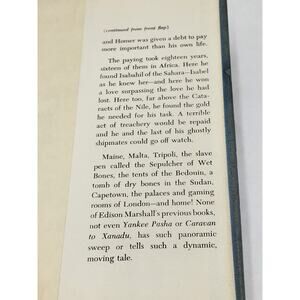 (continued from front flap)
and Homer was given a debt to pay
more important than his own life.
The paying took eighteen years,
sixteen of them in Africa. Here he
found Isabahil of the Sahara—Isabel
as he knew her—and here he won
a love surpassing the love he had
lost. Here too, far above the Cata-
racts of the Nile, he found the gold
he needed for his task. A terrible
act of treachery would be repaid
and he and the last of his ghostly
shipmates could go off watch.
Maine, Malta, Tripoli, the slave
pen called the Sepulcher of Wet
Bones, the tents of the Bedouin, a
tomb of dry bones in the Sudan,
Capetown, the palaces and gaming
rooms of London—and home! None
of Edison Marshall's previous books,
not even Yankee Pasha or Caravan
to Xanadu, has such panoramic
sweep or tells such a dynamic,
moving tale.